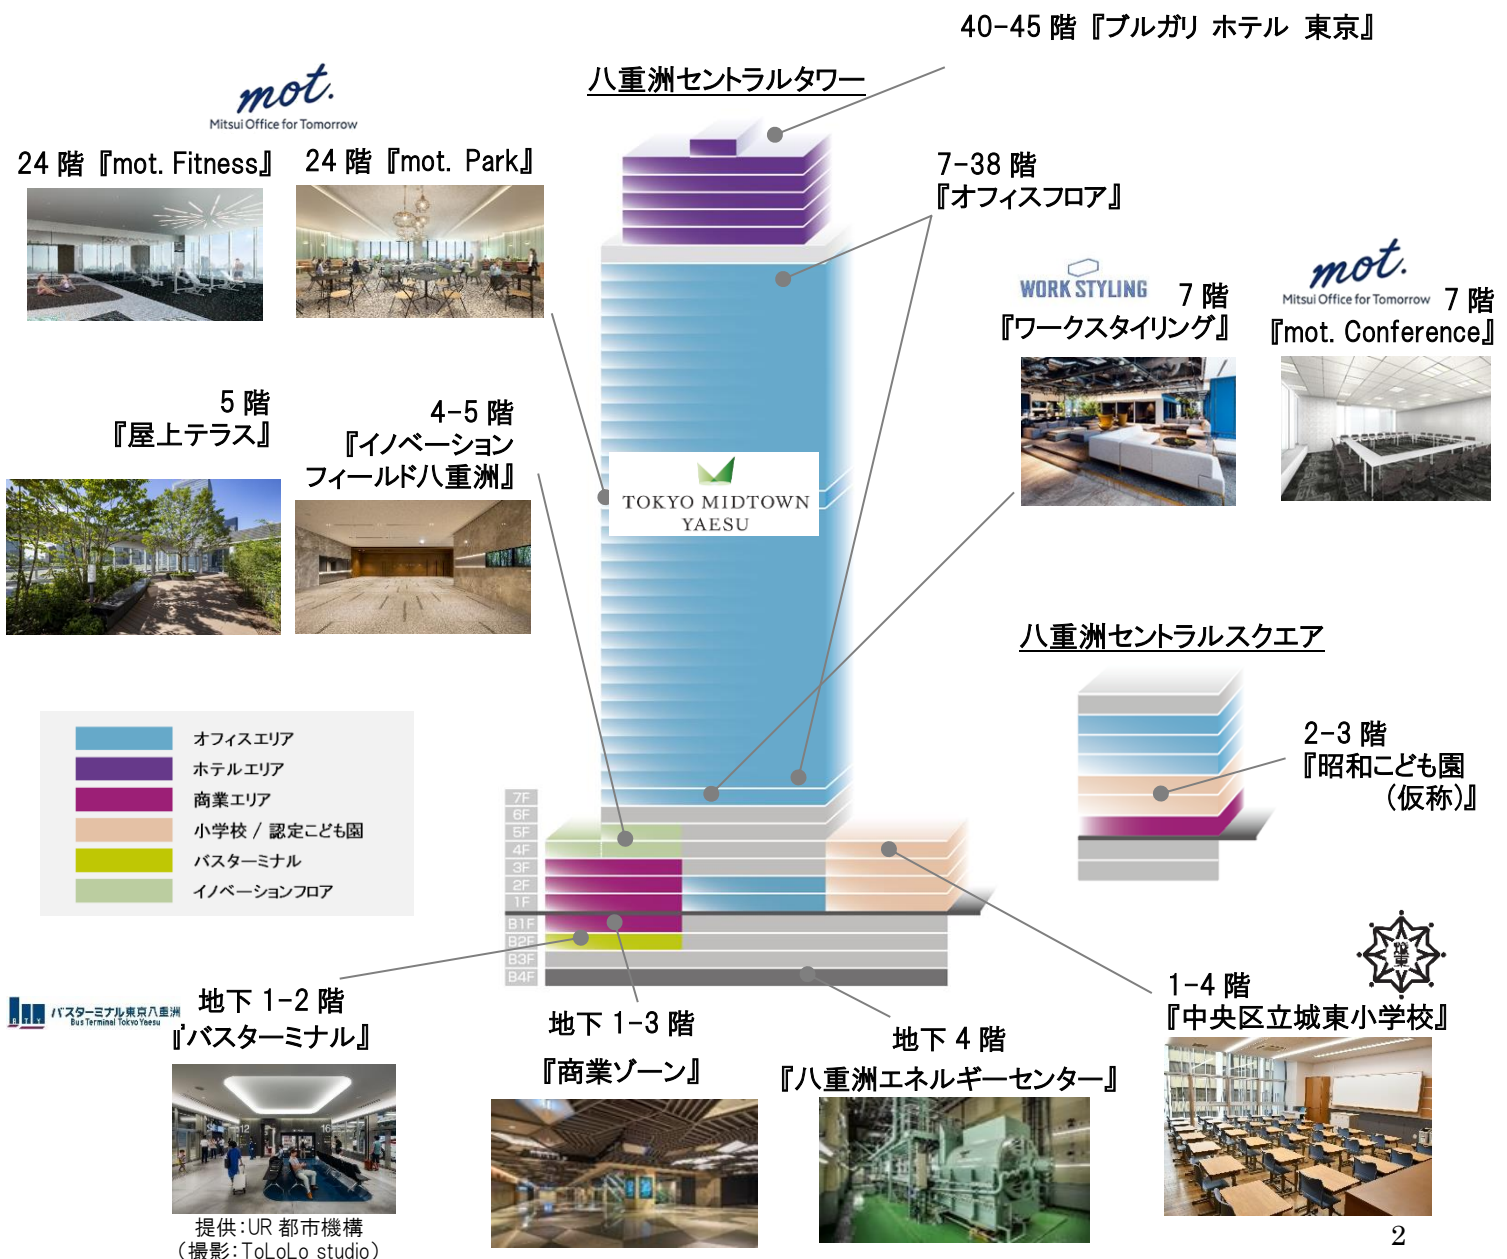 40-45 階『ブルガリ ホテル 東京』
八重洲セントラルタワー
mot.
Mitsui Office for Tomorrow
24 階『mot. Fitness』
24 階『mot. Park』
7-38 階
『オフィスフロア』
WORK STYLING
7 階
『ワークスタイリング』
mot.
Mitsui Office for Tomorrow
7 階
『mot. Conference』
5 階
『屋上テラス』
4-5 階
『イノベーション
フィールド八重洲』
TOKYO MIDTOWN
YAESU
八重洲セントラルスクエア
2-3 階
『昭和こども園
（仮称）』
オフィスエリア
ホテルエリア
商業エリア
小学校 / 認定こども園
バスターミナル
イノベーションフロア
7F
6F
5F
4F
3F
2F
1F
B1F
B2F
B3F
B4F
BTY
バスターミナル東京八重洲
Bus Terminal Tokyo Yaesu
地下 1-2 階
『バスターミナル』
12
16
提供：UR 都市機構
（撮影：ToLoLo studio）
地下 1-3 階
『商業ゾーン』
地下 4 階
『八重洲エネルギーセンター』
城東
1-4 階
『中央区立城東小学校』
2